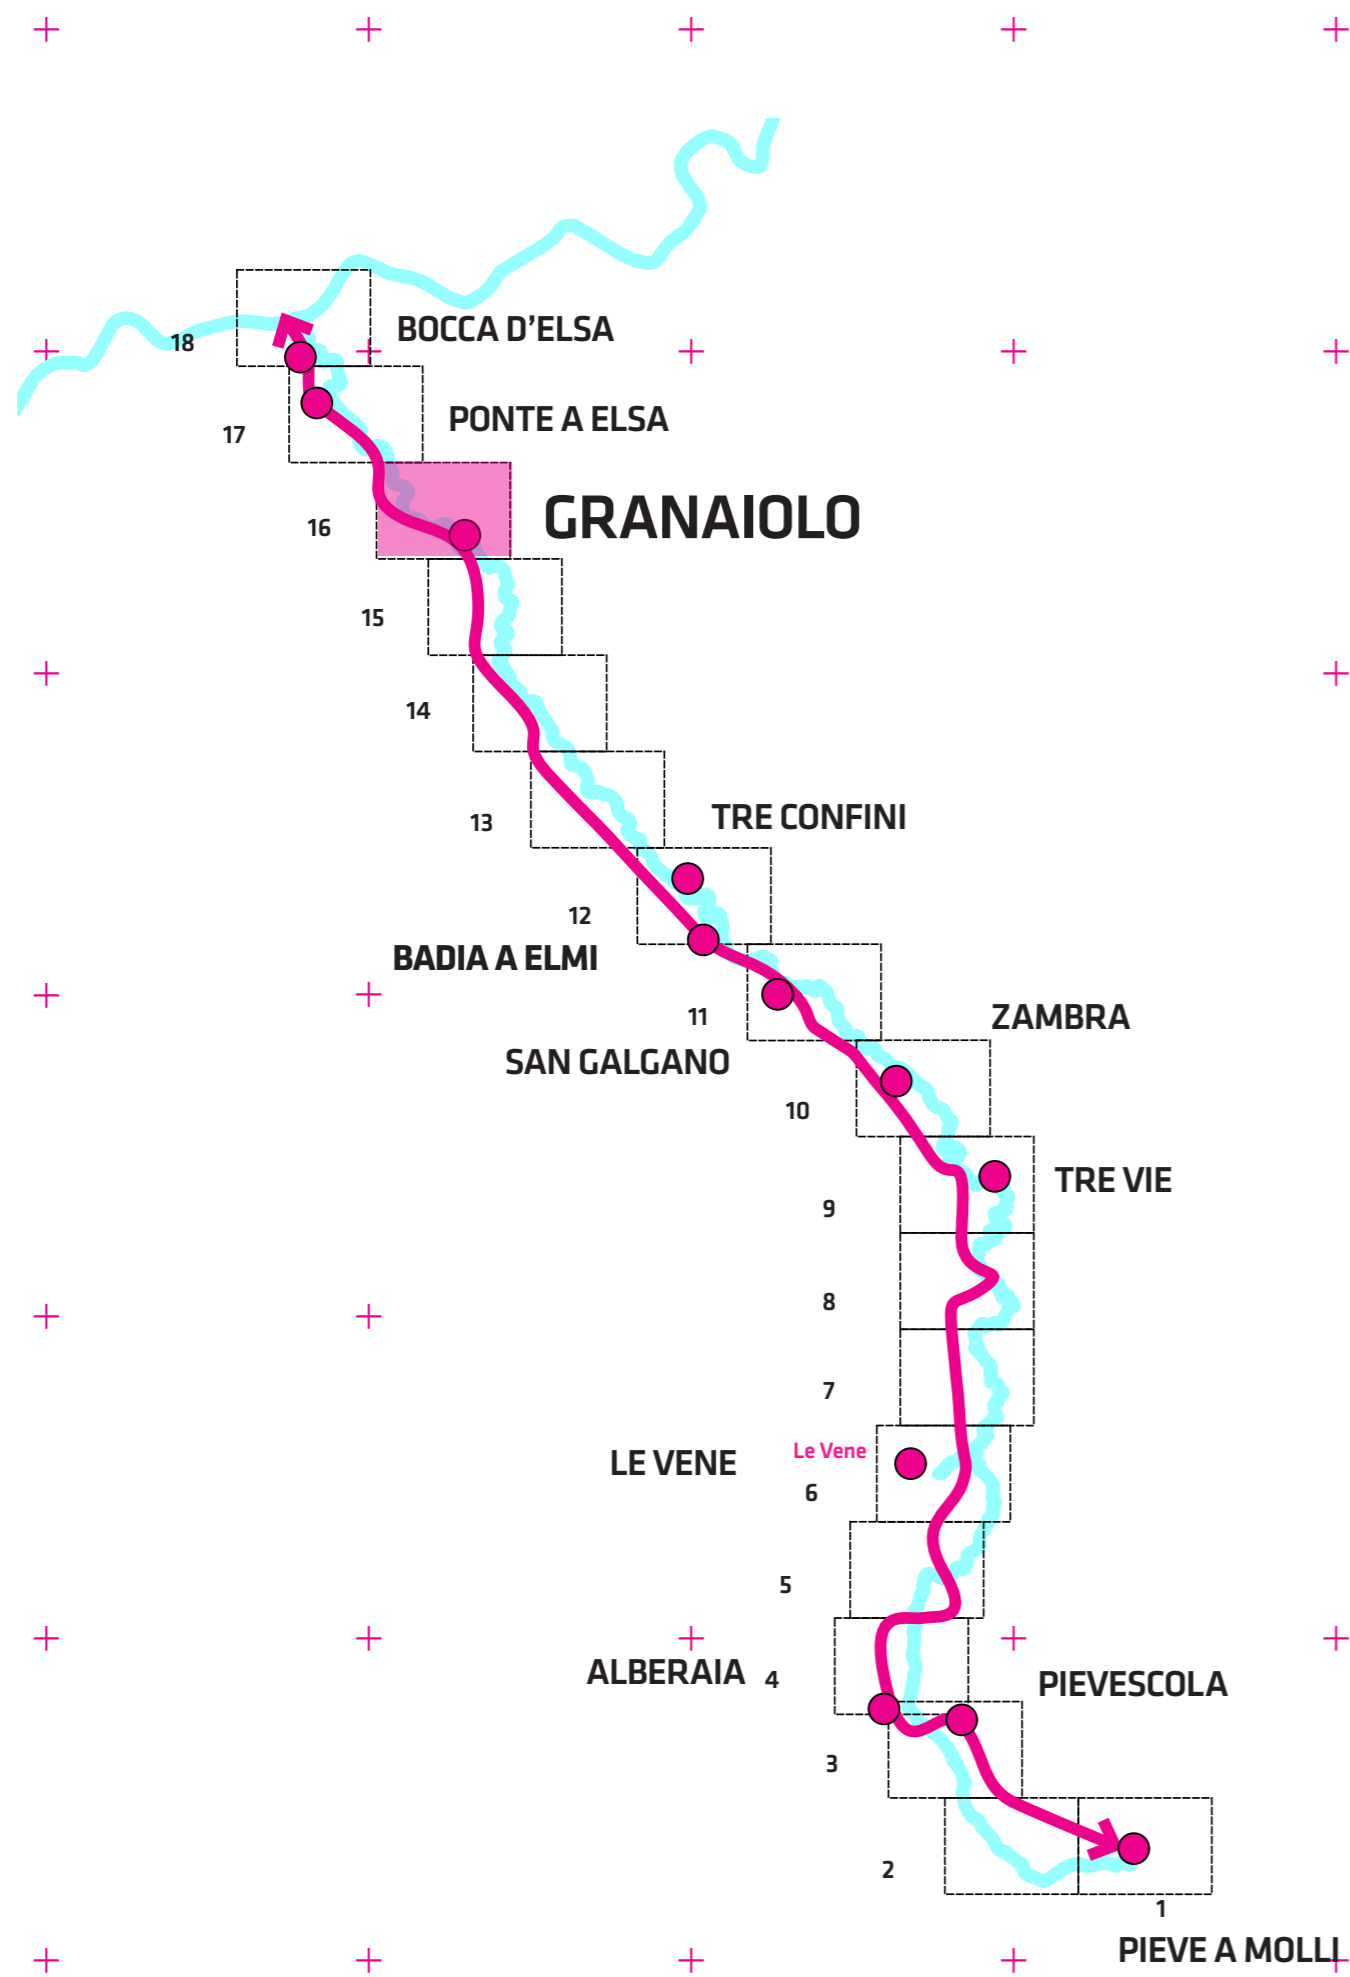 BOCCA D’ELSA
18
PONTE A ELSA
17
GRANAIOLO
16
15
14
TRE CONFINI
13
12
BADIA A ELMI
11
ZAMBRA
SAN GALGANO
10
TRE VIE
9
8
7
Le Vene
LE VENE
6
5
ALBERAIA
4
PIEVESCOLA
3
2
1
PIEVE A MOLLI